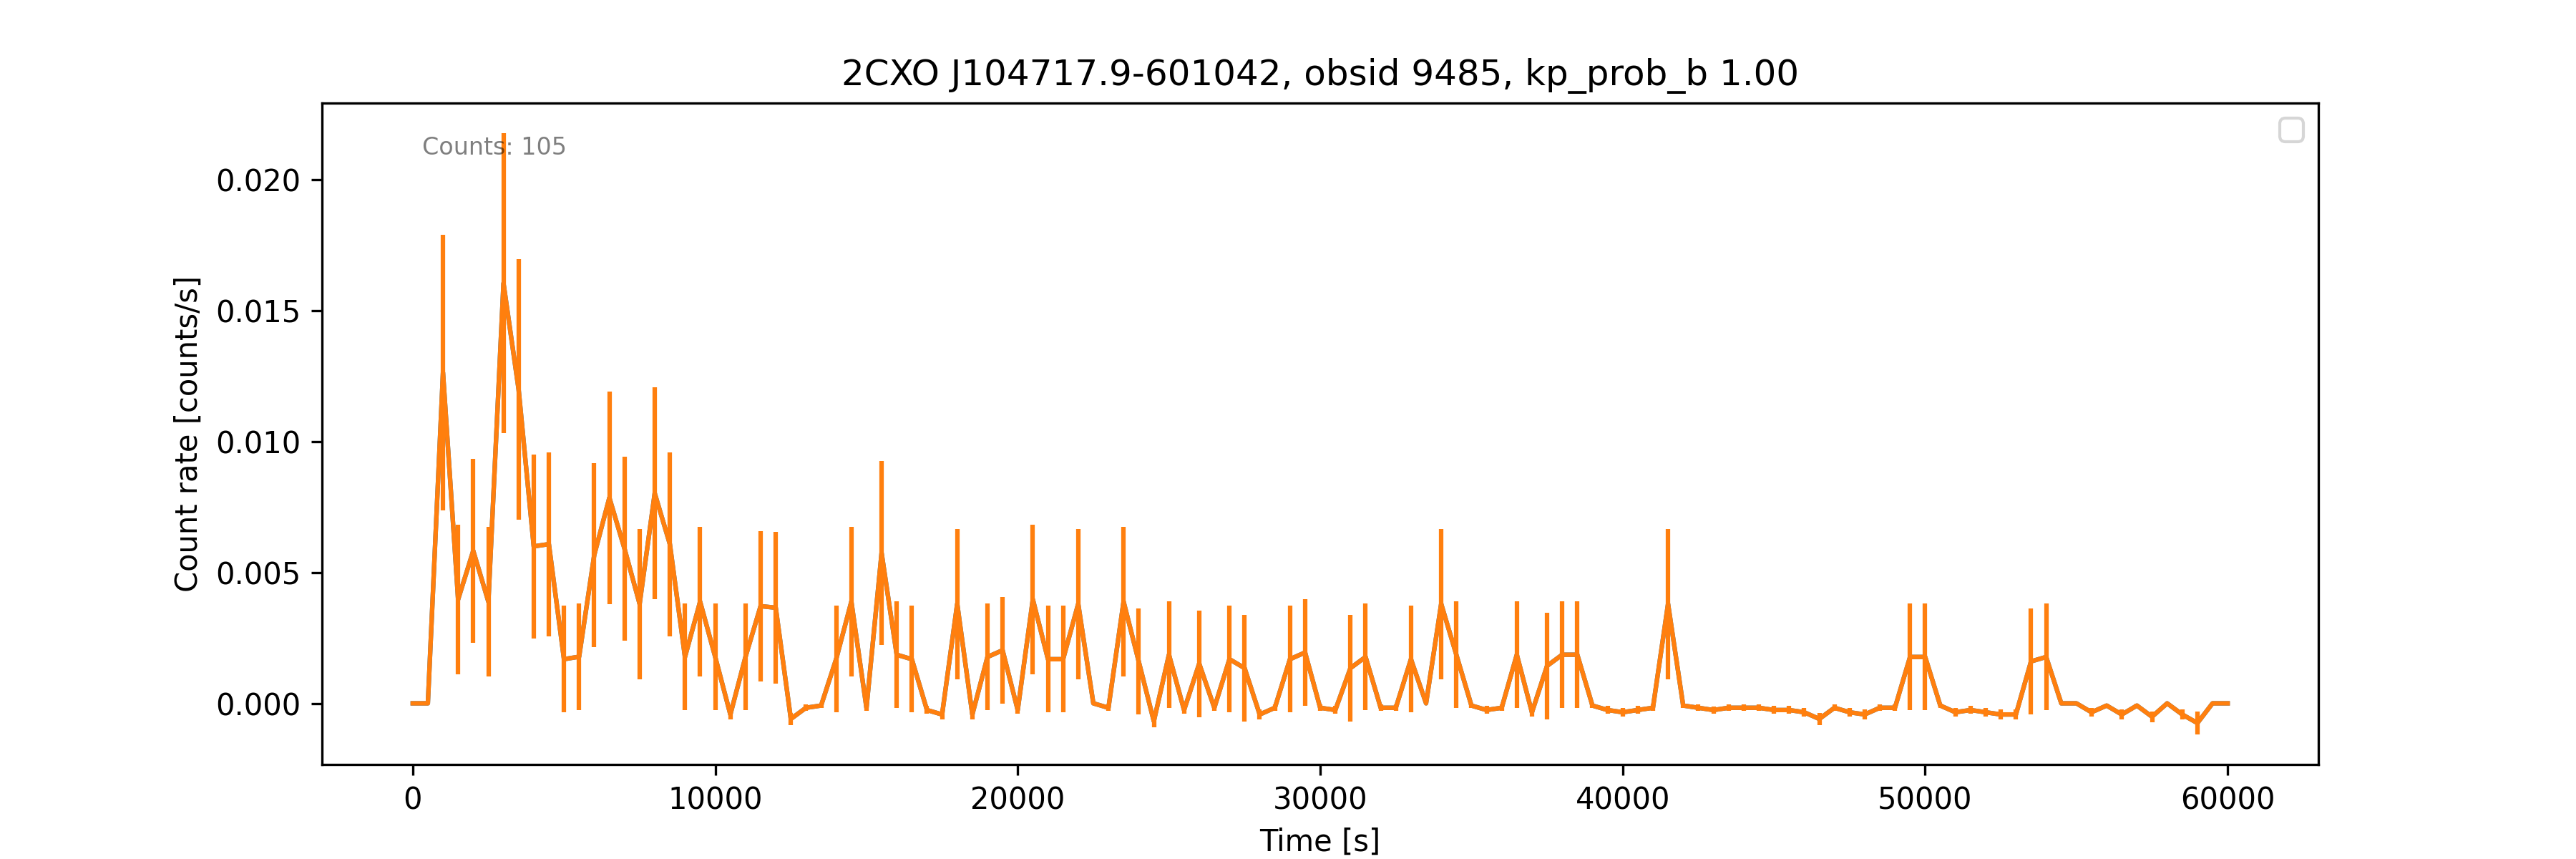 2CXO J104717.9-601042, obsid 9485, kp_prob_b 1.00
Counts: 105
Count rate [counts/s]
0.020
0.015
0.010
0.005
0.000
0 10000 20000 30000 40000 50000 60000
Time [s]